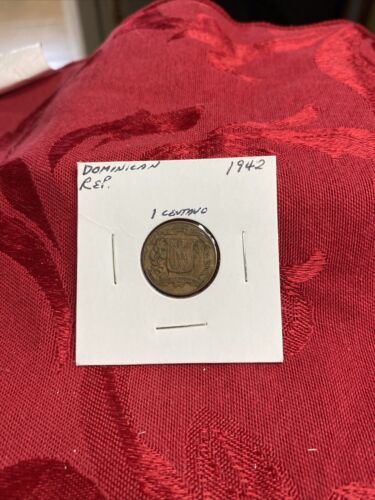 DOMINICAN 1942
REP.
1 CENTAVO